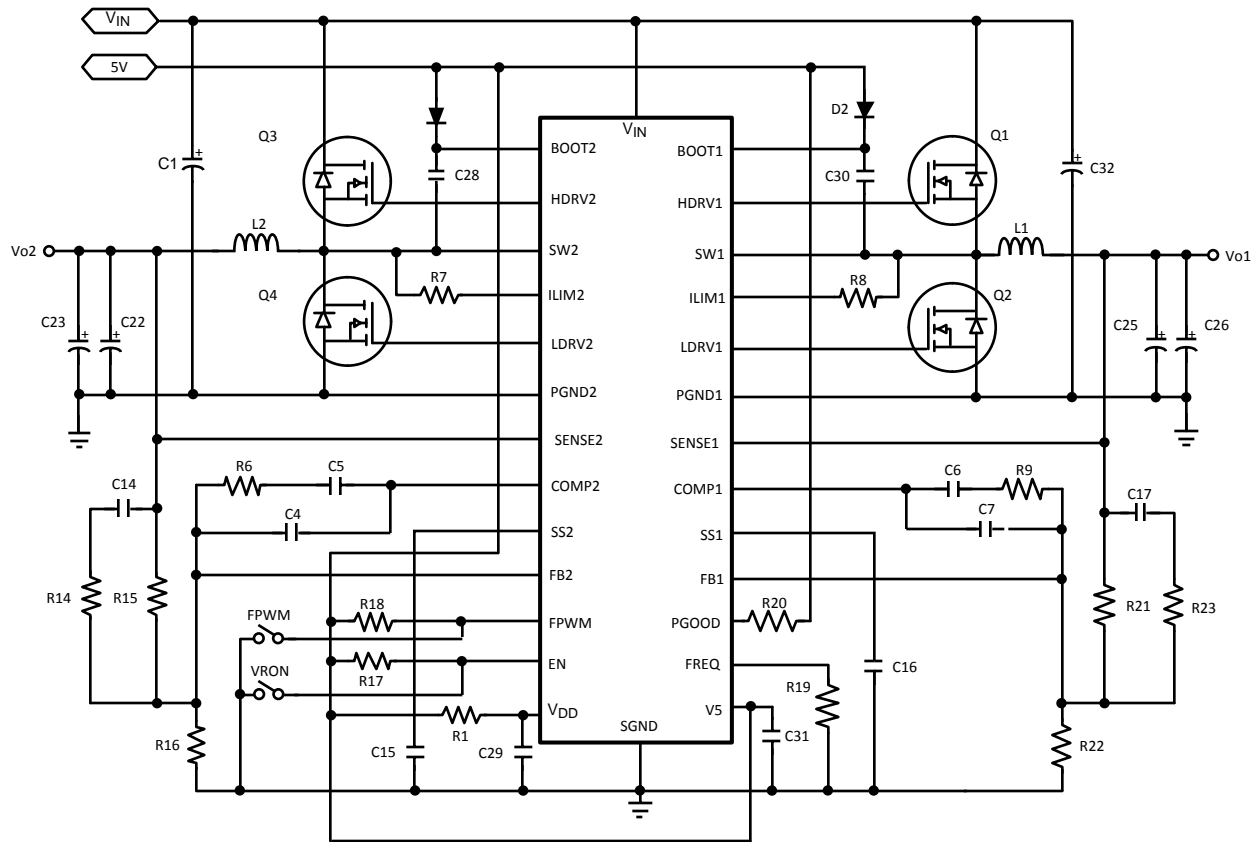 VIN
5V
D2
VIN
Q3
Q1
C1
BOOT2
BOOT1
C28
C30
C32
HDRV2
HDRV1
L2
L1
Vo2
SW2
SW1
Vo1
R7
R8
ILIM2
ILIM1
Q4
Q2
C23
C22
C25
C26
LDRV2
LDRV1
PGND2
PGND1
SENSE2
SENSE1
R6
C5
C6
R9
C14
COMP2
COMP1
C17
C4
C7
SS2
SS1
FB2
FB1
R14
R15
R18
R20
R21
R23
FPWM
FPWM
PGOOD
VRON
R17
EN
FREQ
C16
R19
VDD
V5
R16
R1
SGND
C15
C29
C31
R22